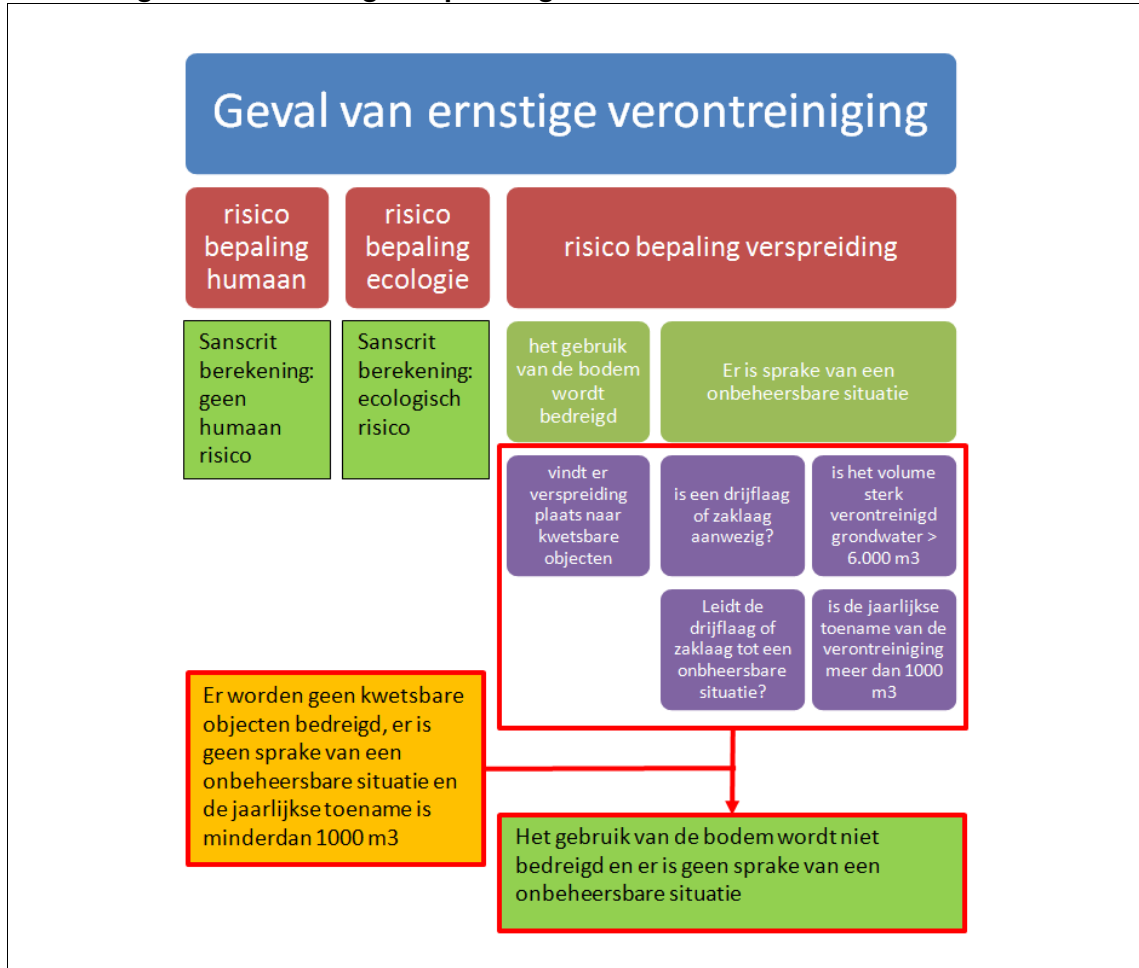 Geval van ernstige verontreiniging
risico
bepaling
humaan
risico
bepaling
ecologie
risico bepaling verspreiding
Sanscrit
berekening:
geen
humaan
risico
Sanscrit
berekening:
ecologisch
risico
het gebruik
van de bodem
wordt
bedreigd
Er is sprake van een
onbeheersbare situatie
vindt er
verspreiding
plaats naar
kwetsbare
objecten
is een drijflaag
of zaklaag
aanwezig?
is het volume
sterk
verontreinigd
grondwater >
6.000 m3
Leidt de
drijflaag of
zaklaag tot een
onbheersbare
situatie?
is de jaarlijkse
toename van de
verontreiniging
meer dan 1000
m3
Er worden geen kwetsbare
objecten bedreigd, er is
geen sprake van een
onbeheersbare situatie en
de jaarlijkse toename is
minderdan 1000 m3
Het gebruik van de bodem wordt niet
bedreigd en er is geen sprake van een
onbeheersbare situatie